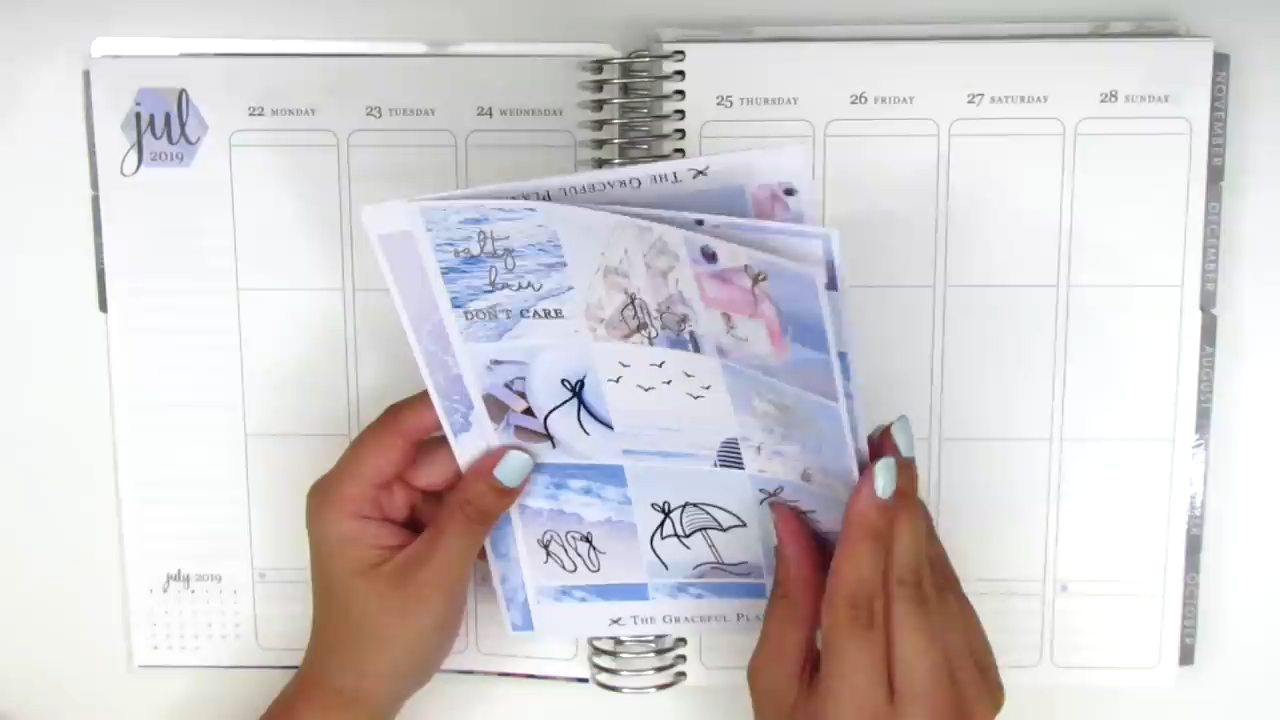 jul
2019
22 MONDAY
23 TUESDAY
24 WEDNESDAY
25 THURSDAY
26 FRIDAY
27 SATURDAY
28 SUNDAY
THE GRACEFUL PLAN
salty
hair
DON'T CARE
THE GRACEFUL PLA
july 2019
NOVEMBER
DECEMBER
AUGUST
OCTOBER